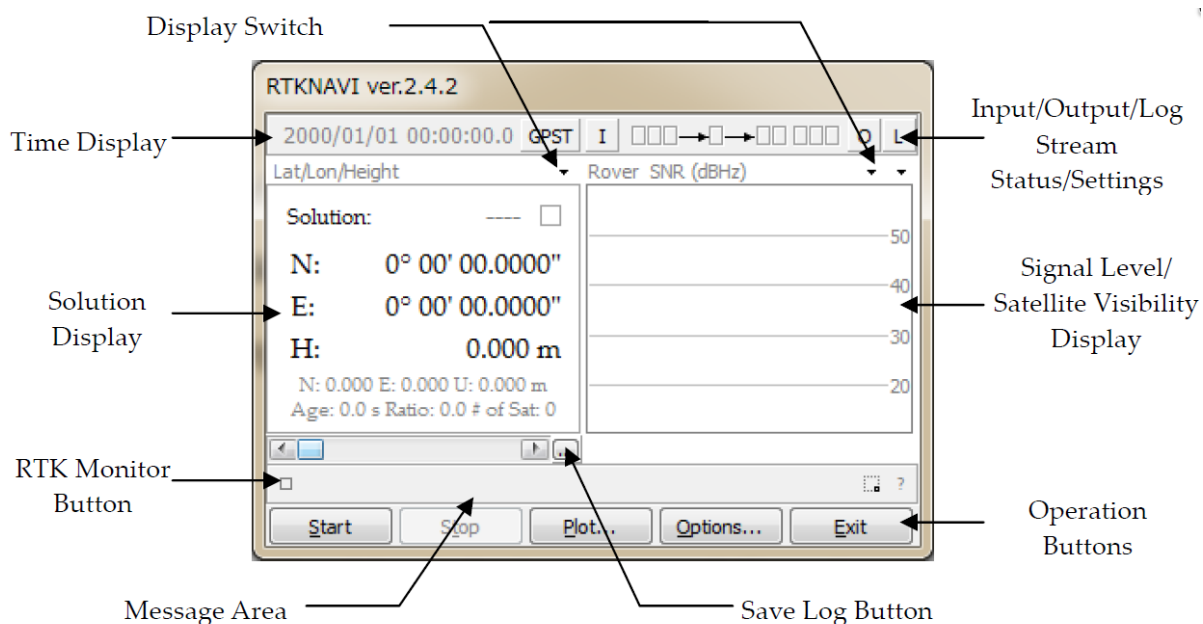 Display Switch
RTKNAVI ver.2.4.2
Time Display
2000/01/01 00:00:00.0 GPST I O L
Input/Output/Log
Stream
Status/Settings
Lat/Lon/Height
Rover SNR (dBHz)
Solution: ----
N: 0° 00' 00.0000"
E: 0° 00' 00.0000"
H: 0.000 m
N: 0.000 E: 0.000 U: 0.000 m
Age: 0.0 s Ratio: 0.0 # of Sat: 0
50
40
30
20
Solution
Display
Signal Level/
Satellite Visibility
Display
...
RTK Monitor
Button
?
Start Stop Plot... Options... Exit
Operation
Buttons
Message Area
Save Log Button